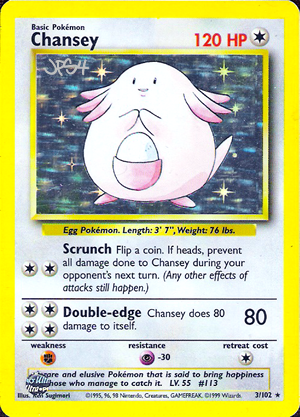 Basic Pokémon
Chansey 120 HP
JPSH
Egg Pokémon. Length: 3' 7", Weight: 76 lbs.
Scrunch Flip a coin. If heads, prevent
all damage done to Chansey during your
opponent's next turn. (Any other effects of
attacks still happen.)
Double-edge Chansey does 80
damage to itself.
80
weakness resistance retreat cost
-30
are and elusive Pokémon that is said to bring happiness
those who manage to catch it. LV. 55 #113
Illus. Ken Sugimori ©1995, 96, 98 Nintendo, Creatures, GAMEFREAK. ©1999 Wizards. 3/102 ★